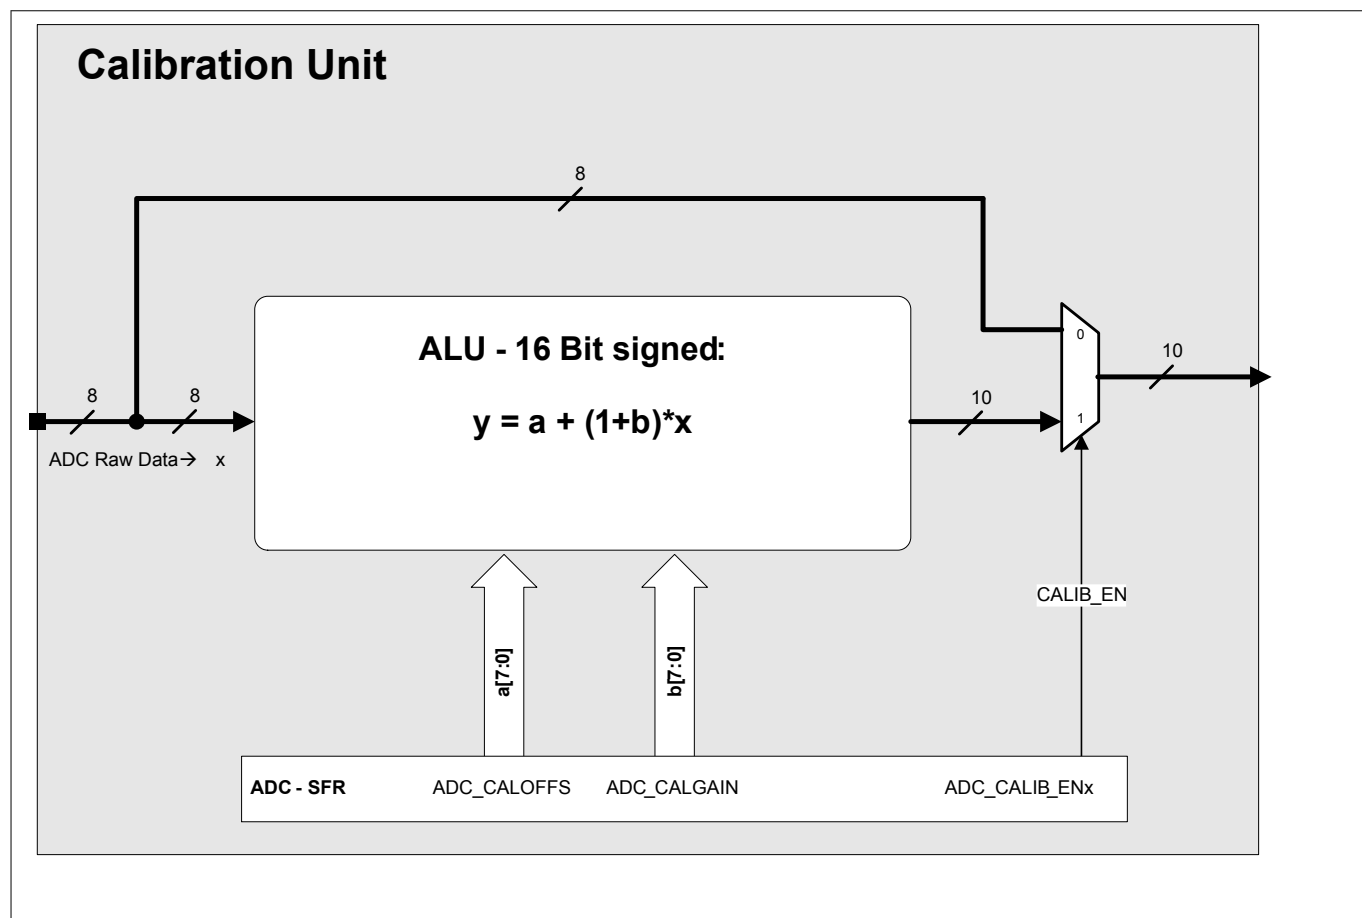 Calibration Unit
8
ALU - 16 Bit signed:
y = a + (1+b)*x
8
8
10
0
1
10
ADC Raw Data→ x
a[7:0]
b[7:0]
CALIB_EN
ADC - SFR
ADC_CALOFFS
ADC_CALGAIN
ADC_CALIB_ENx